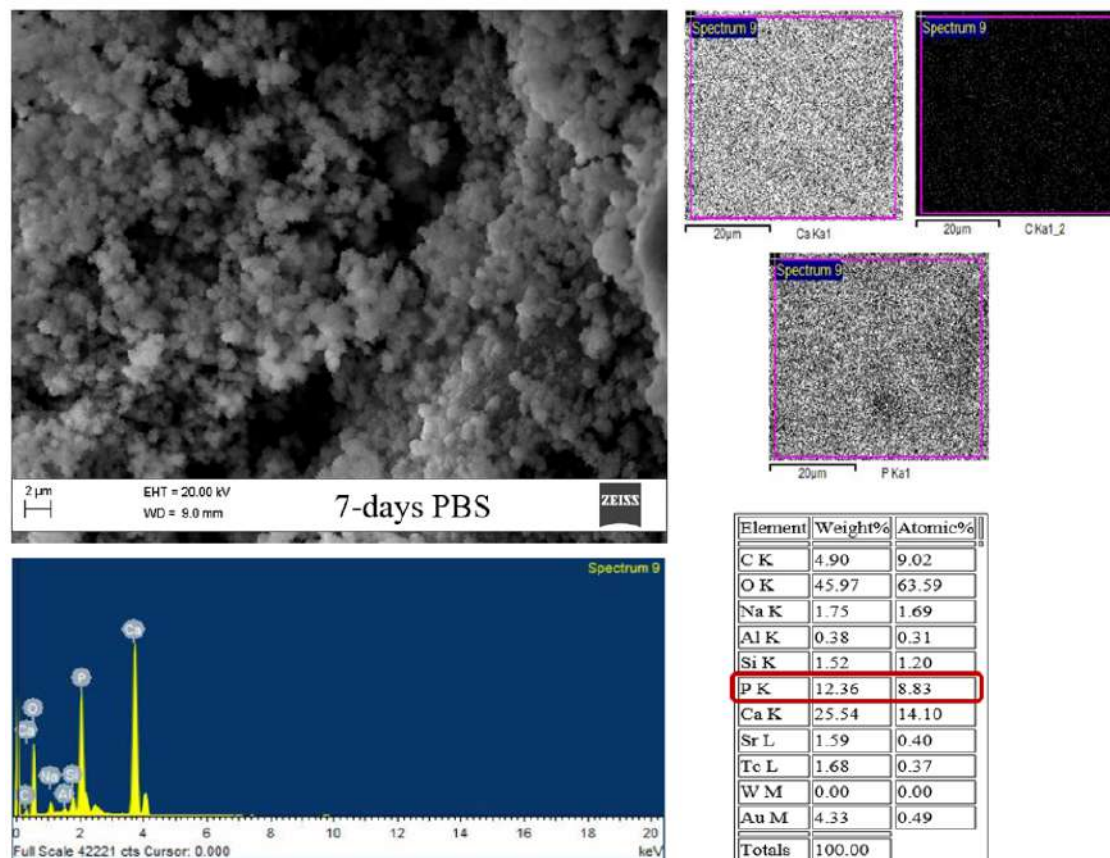 2 µm
EHT = 20.00 kV
WD = 9.0 mm
7-days PBS
ZEISS
Spectrum 9
20µm
Ca Ka1
Spectrum 9
20µm
C Ka1_2
Spectrum 9
20µm
P Ka1
Spectrum 9
Ca
P
O
Ca
C
Na
Al
Si
0 2 4 6 8 10 12 14 16 18 20
Full Scale 42221 cts Cursor: 0.000 keV
Element Weight% Atomic%
C K 4.90 9.02
O K 45.97 63.59
Na K 1.75 1.69
Al K 0.38 0.31
Si K 1.52 1.20
P K 12.36 8.83
Ca K 25.54 14.10
Sr L 1.59 0.40
Tc L 1.68 0.37
W M 0.00 0.00
Au M 4.33 0.49
Totals 100.00